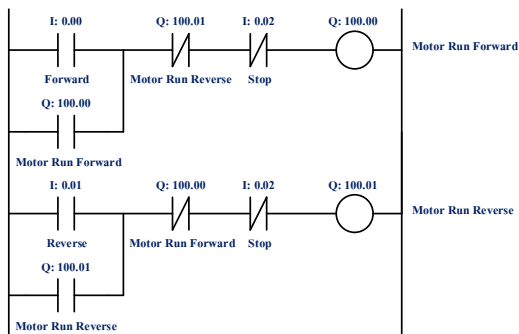 I: 0.00 Q: 100.01 I: 0.02 Q: 100.00
Motor Run Forward
Forward Motor Run Reverse Stop
Q: 100.00
Motor Run Forward
I: 0.01 Q: 100.00 I: 0.02 Q: 100.01
Motor Run Reverse
Reverse Motor Run Forward Stop
Q: 100.01
Motor Run Reverse